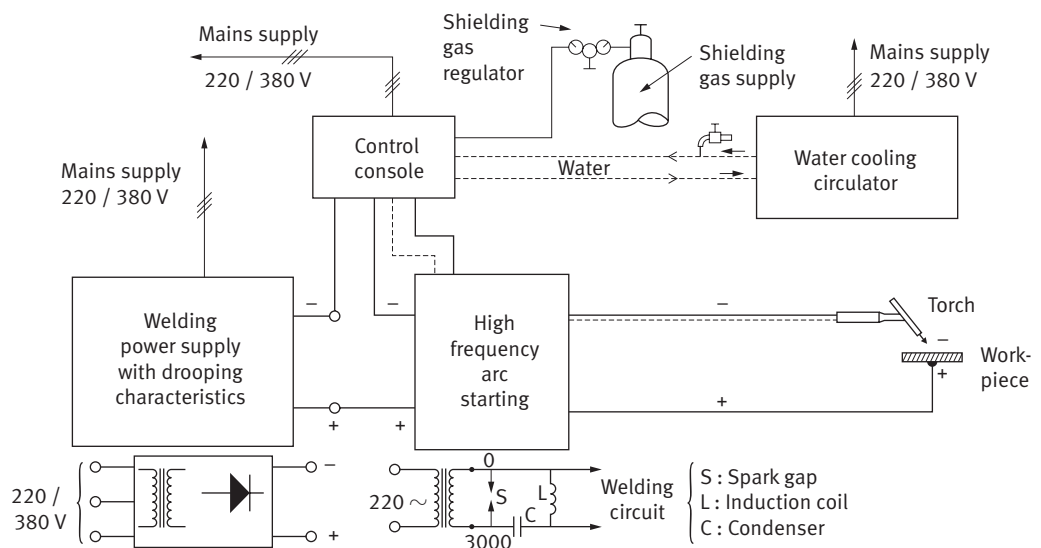 Mains supply
220 / 380 V
Shielding
gas
regulator
Shielding
gas supply
Mains supply
220 / 380 V
Control
console
Water
Water cooling
circulator
Mains supply
220 / 380 V
Welding
power supply
with drooping
characteristics
–
+
–
+
High
frequency
arc
starting
–
+
Torch
–
+
Work-
piece
220 /
380 V
–
+
220 ~
0
S
3000
L
C
Welding
circuit
S : Spark gap
L : Induction coil
C : Condenser